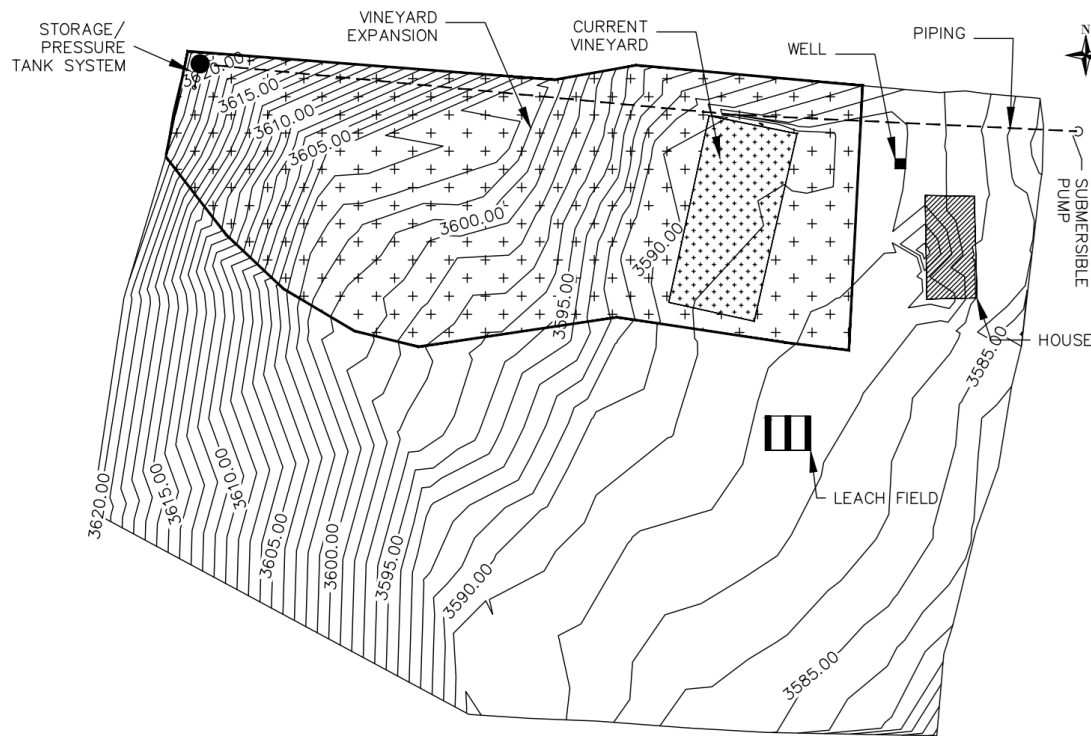 STORAGE/
PRESSURE
TANK SYSTEM
VINEYARD
EXPANSION
CURRENT
VINEYARD
WELL
PIPING
N
3620.00
3615.00
3610.00
3605.00
3600.00
3595.00
3590.00
SUBMERSIBLE
PUMP
HOUSE
3585.00
LEACH FIELD
3620.00
3615.00
3610.00
3605.00
3600.00
3595.00
3590.00
3585.00